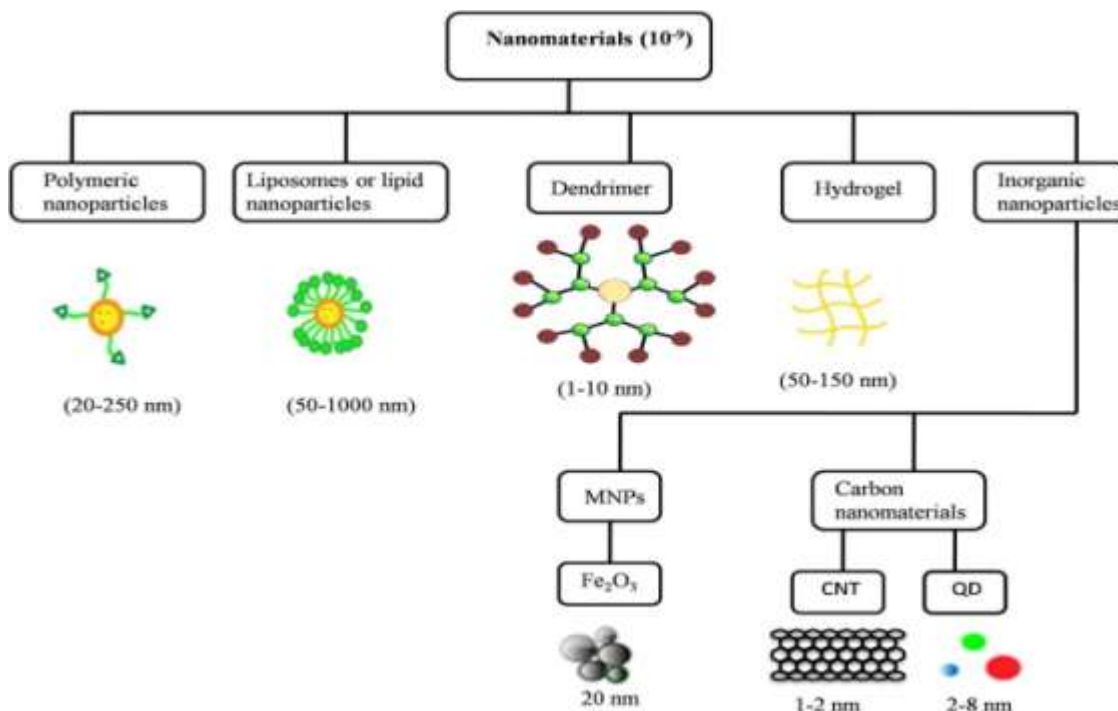 Nanomaterials (10⁻⁹)
Polymeric
nanoparticles
Liposomes or lipid
nanoparticles
Dendrimer
Hydrogel
Inorganic
nanoparticles
(20-250 nm)
(50-1000 nm)
(1-10 nm)
(50-150 nm)
MNPs
Carbon
nanomaterials
Fe₂O₃
CNT
QD
20 nm
1-2 nm
2-8 nm